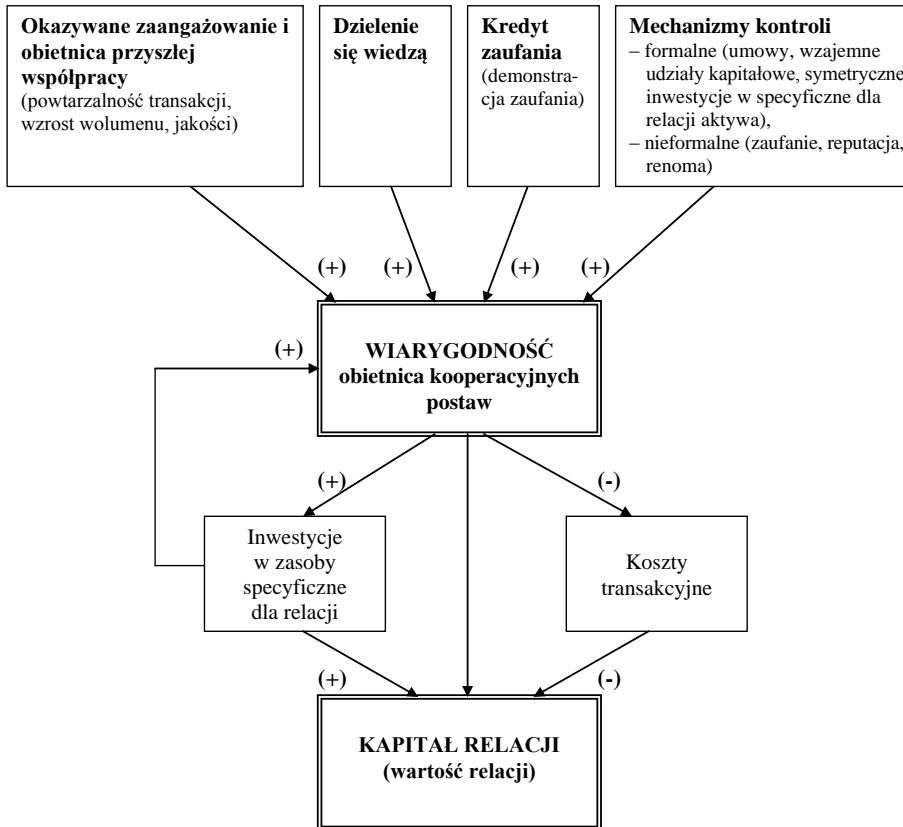 Okazywane zaangażowanie i
obietnica przyszłej
współpracy
(powtarzalność transakcji,
wzrost wolumenu, jakości)
Dzielenie
się wiedzą
Kredyt
zaufania
(demonstra-
cja zaufania)
Mechanizmy kontroli
– formalne (umowy, wzajemne
udziały kapitałowe, symetryczne
inwestycje w specyficzne dla
relacji aktywa),
– nieformalne (zaufanie, reputacja,
renoma)
(+)
(+)
(+)
(+)
(+)
WIARYGODNOŚĆ
obietnica kooperacyjnych
postaw
(+)
(-)
Inwestycje
w zasoby
specyficzne
dla relacji
Koszty
transakcyjne
(+)
(-)
KAPITAŁ RELACJI
(wartość relacji)